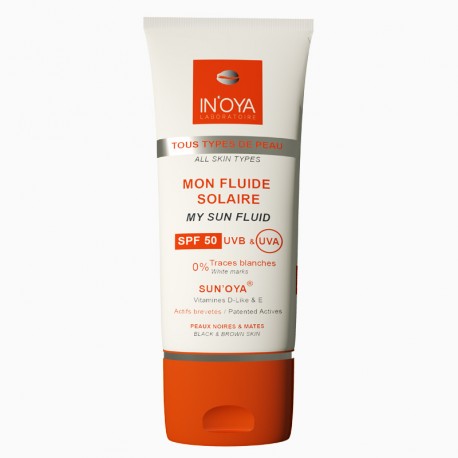 IN'OYA
LABORATOIRE
TOUS TYPES DE PEAU
ALL SKIN TYPES
MON FLUIDE
SOLAIRE
MY SUN FLUID
SPF 50 UVB & UVA
0% Traces blanches
White marks
SUN'OYA®
Vitamines D-Like & E
Actifs brevetés / Patented Actives
PEAUX NOIRES & MATES
BLACK & BROWN SKIN